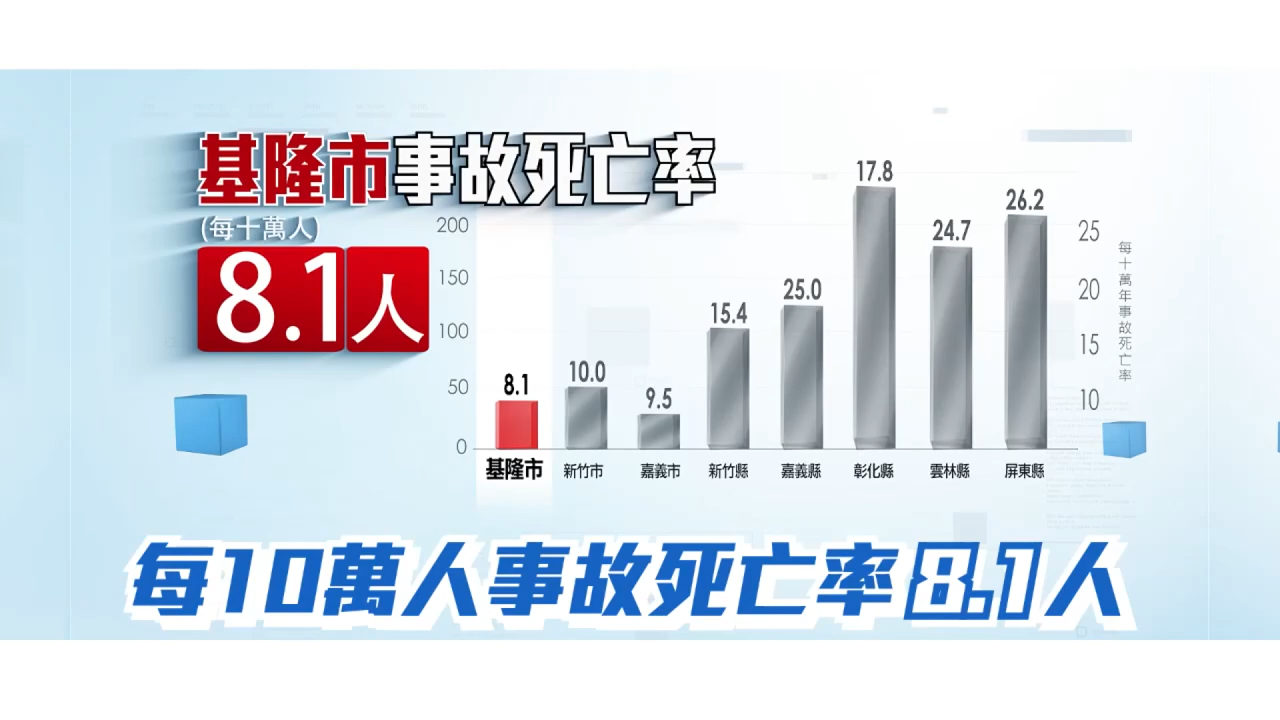 基隆市事故死亡率
(每十萬人)
8.1人
200
150
100
50
0
8.1
10.0
9.5
15.4
25.0
17.8
24.7
26.2
基隆市
新竹市
嘉義市
新竹縣
嘉義縣
彰化縣
雲林縣
屏東縣
25
20
15
10
每十萬年事故死亡率
每10萬人事故死亡率8.1人